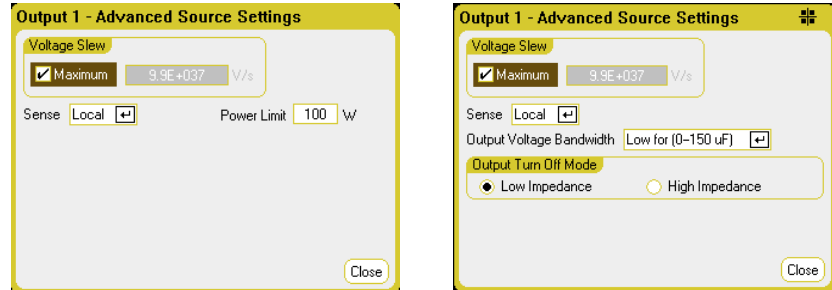 Output 1 - Advanced Source Settings
Voltage Slew
Maximum 9.9E+037 V/s
Sense Local Power Limit 100 W
Close
Output 1 - Advanced Source Settings
Voltage Slew
Maximum 9.9E+037 V/s
Sense Local
Output Voltage Bandwidth Low for (0-150 uF)
Output Turn Off Mode
Low Impedance High Impedance
Close